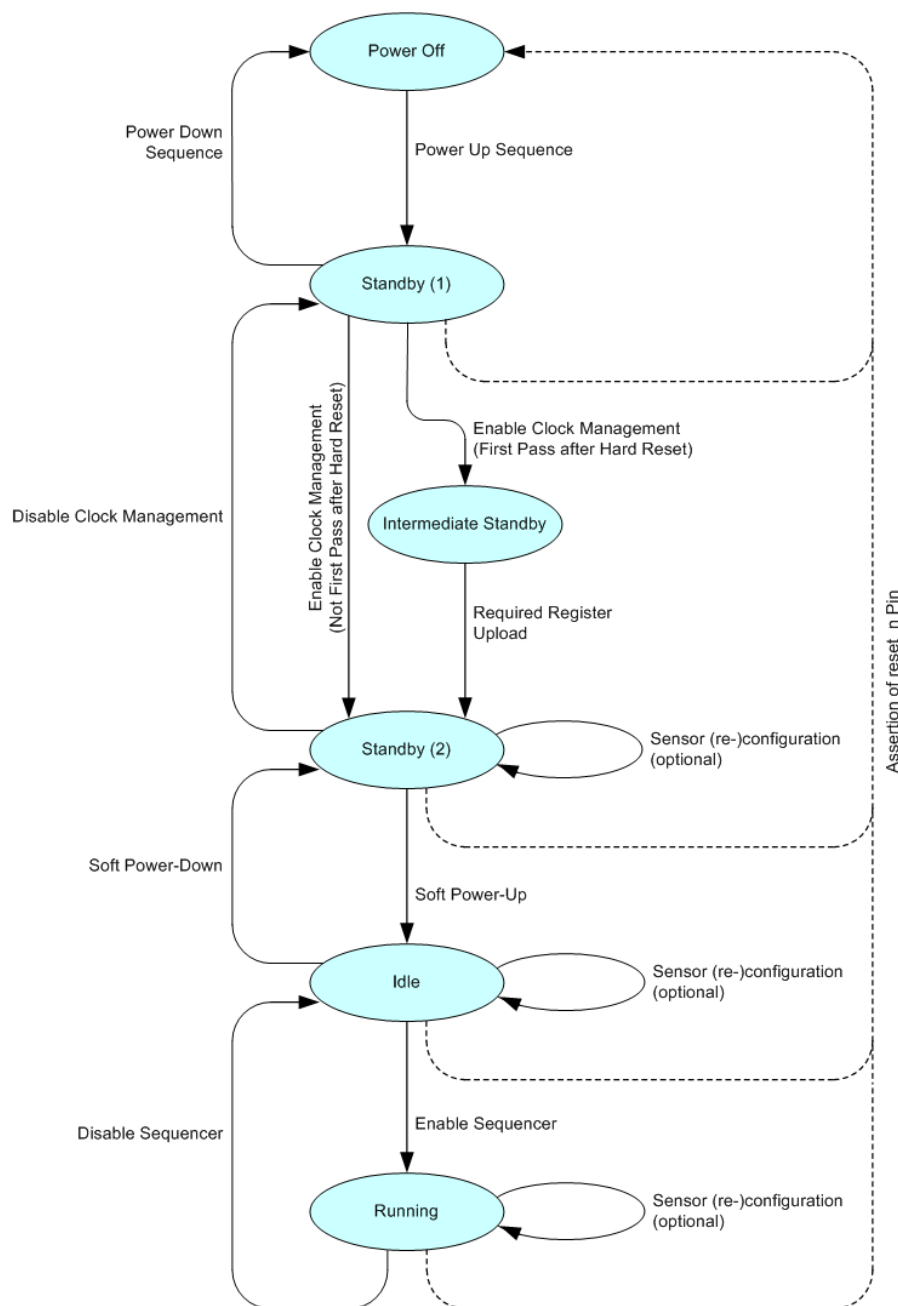 Power Off
Power Down
Sequence
Power Up Sequence
Standby (1)
Enable Clock Management
(Not First Pass after Hard Reset)
Enable Clock Management
(First Pass after Hard Reset)
Disable Clock Management
Intermediate Standby
Required Register
Upload
Assertion of reset_n Pin
Standby (2)
Sensor (re-)configuration
(optional)
Soft Power-Down
Soft Power-Up
Idle
Sensor (re-)configuration
(optional)
Disable Sequencer
Enable Sequencer
Running
Sensor (re-)configuration
(optional)